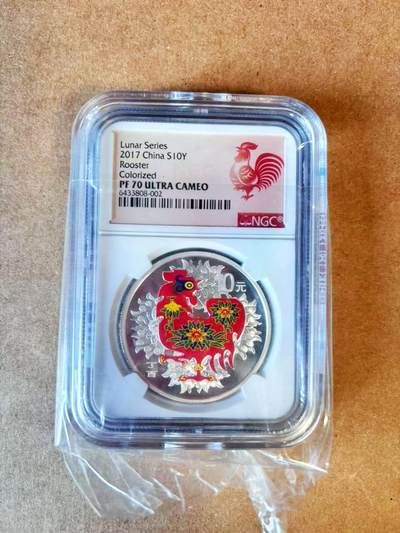 Lunar Series
2017 China S10Y
Rooster
Colorized
PF 70 ULTRA CAMEO
6433808-002
NGC®
10元